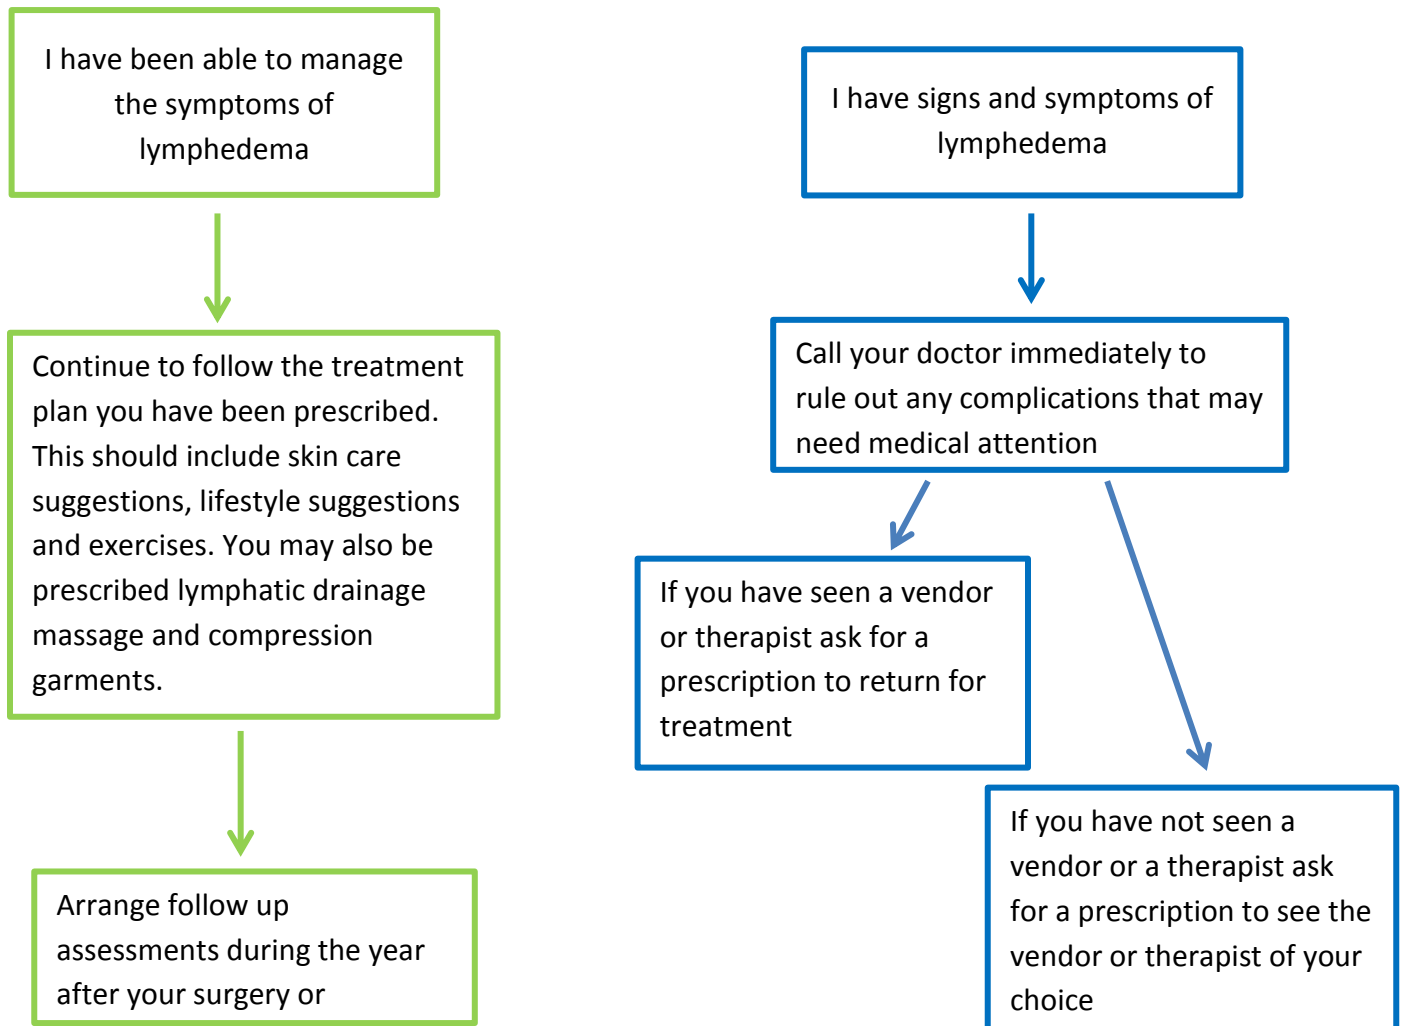 I have been able to manage
the symptoms of
lymphedema
Continue to follow the treatment
plan you have been prescribed.
This should include skin care
suggestions, lifestyle suggestions
and exercises. You may also be
prescribed lymphatic drainage
massage and compression
garments.
Arrange follow up
assessments during the year
after your surgery or
I have signs and symptoms of
lymphedema
Call your doctor immediately to
rule out any complications that may
need medical attention
If you have seen a vendor
or therapist ask for a
prescription to return for
treatment
If you have not seen a
vendor or a therapist ask
for a prescription to see the
vendor or therapist of your
choice